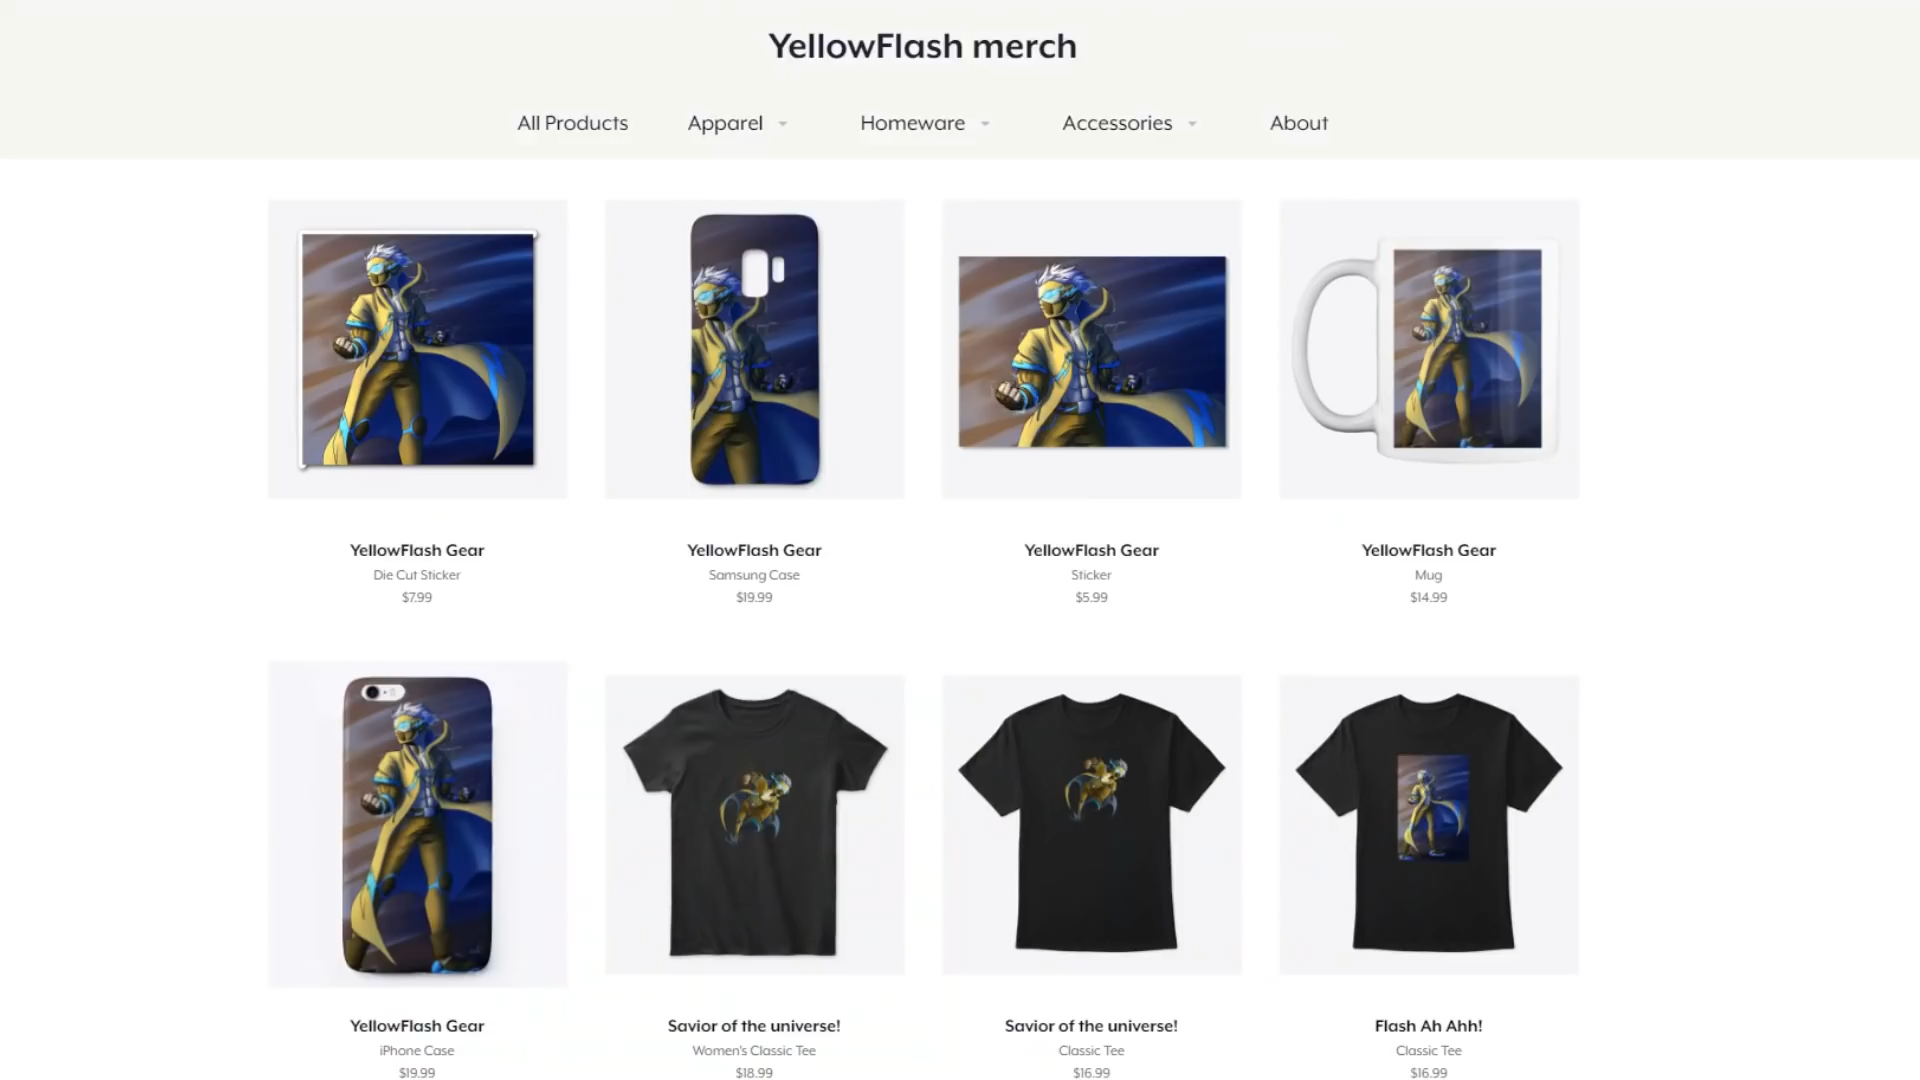 YellowFlash merch
All Products
Apparel
Homeware
Accessories
About
YellowFlash Gear
Die Cut Sticker
$7.99
YellowFlash Gear
Samsung Case
$19.99
YellowFlash Gear
Sticker
$5.99
YellowFlash Gear
Mug
$14.99
YellowFlash Gear
iPhone Case
$19.99
Savior of the universe!
Women's Classic Tee
$18.99
Savior of the universe!
Classic Tee
$16.99
Flash Ah Ahh!
Classic Tee
$16.99